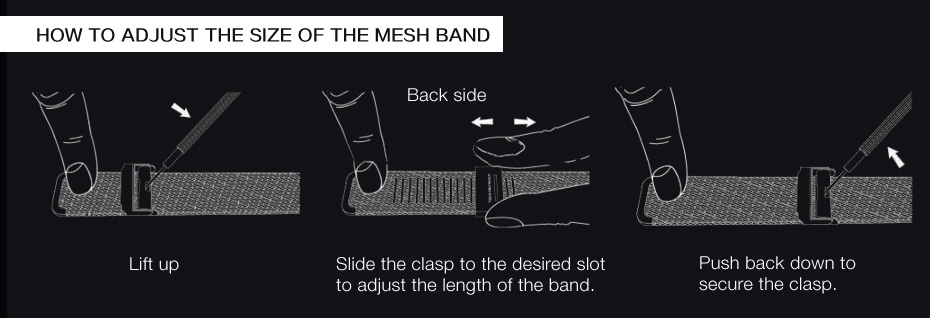 HOW TO ADJUST THE SIZE OF THE MESH BAND
Back side
Lift up
Slide the clasp to the desired slot
to adjust the length of the band.
Push back down to
secure the clasp.